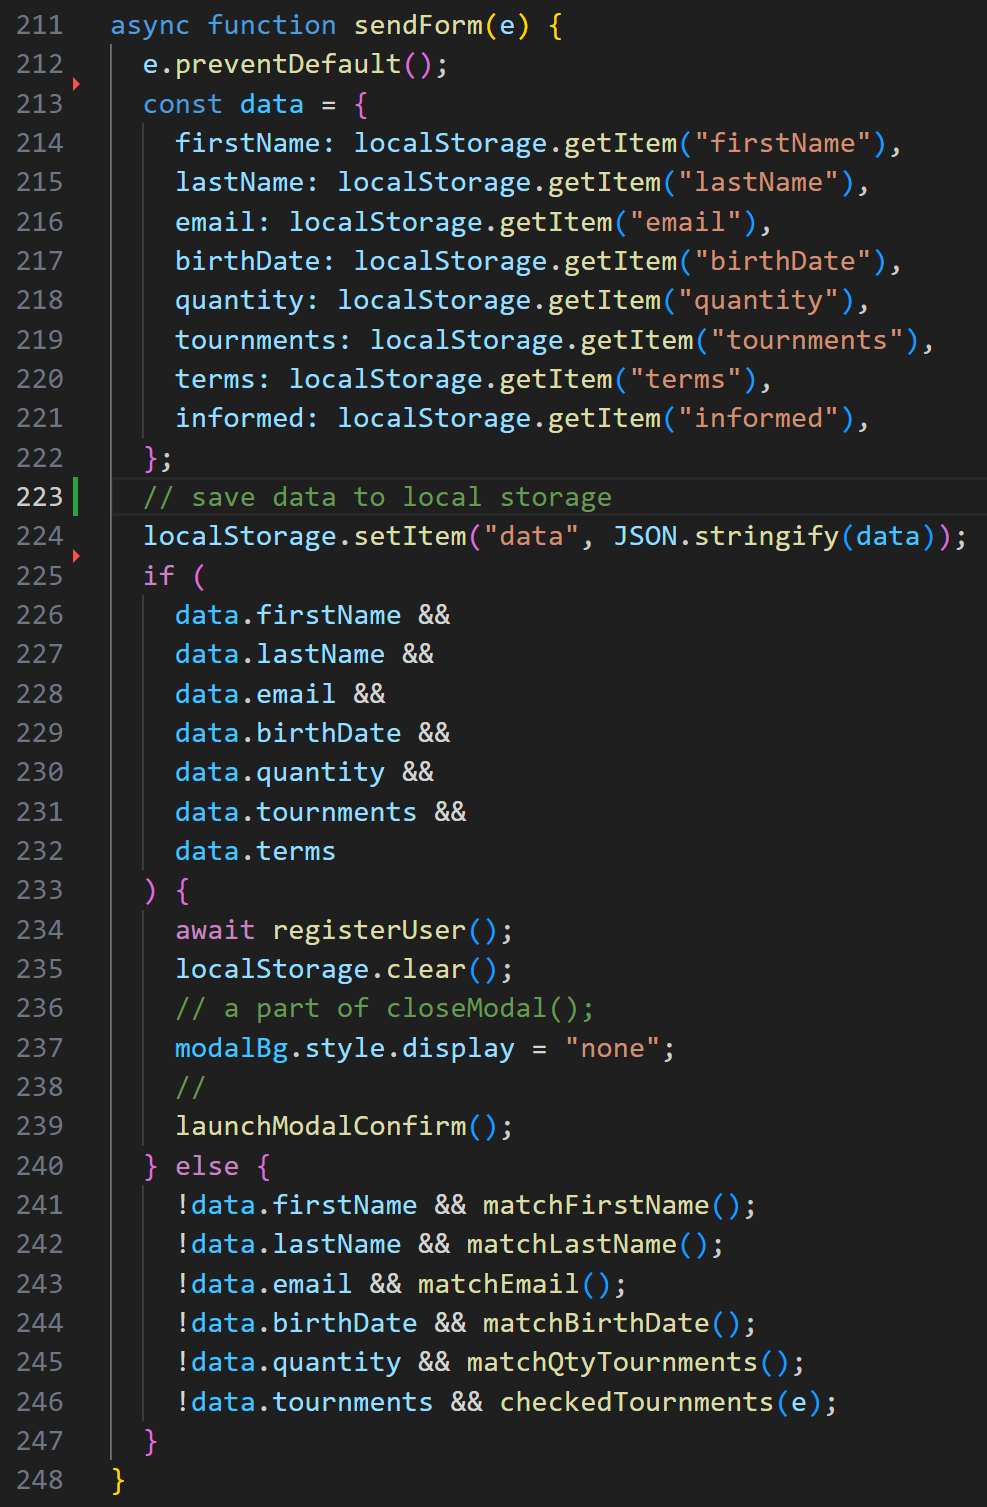 211 async function sendForm(e) {
212 e.preventDefault();
213 const data = {
214 firstName: localStorage.getItem("firstName"),
215 lastName: localStorage.getItem("lastName"),
216 email: localStorage.getItem("email"),
217 birthDate: localStorage.getItem("birthDate"),
218 quantity: localStorage.getItem("quantity"),
219 tournments: localStorage.getItem("tournments"),
220 terms: localStorage.getItem("terms"),
221 informed: localStorage.getItem("informed"),
222 };
223 // save data to local storage
224 localStorage.setItem("data", JSON.stringify(data));
225 if (
226 data.firstName &&
227 data.lastName &&
228 data.email &&
229 data.birthDate &&
230 data.quantity &&
231 data.tournments &&
232 data.terms
233 ) {
234 await registerUser();
235 localStorage.clear();
236 // a part of closeModal();
237 modalBg.style.display = "none";
238 //
239 launchModalConfirm();
240 } else {
241 !data.firstName && matchFirstName();
242 !data.lastName && matchLastName();
243 !data.email && matchEmail();
244 !data.birthDate && matchBirthDate();
245 !data.quantity && matchQtyTournments();
246 !data.tournments && checkedTournments(e);
247 }
248 }